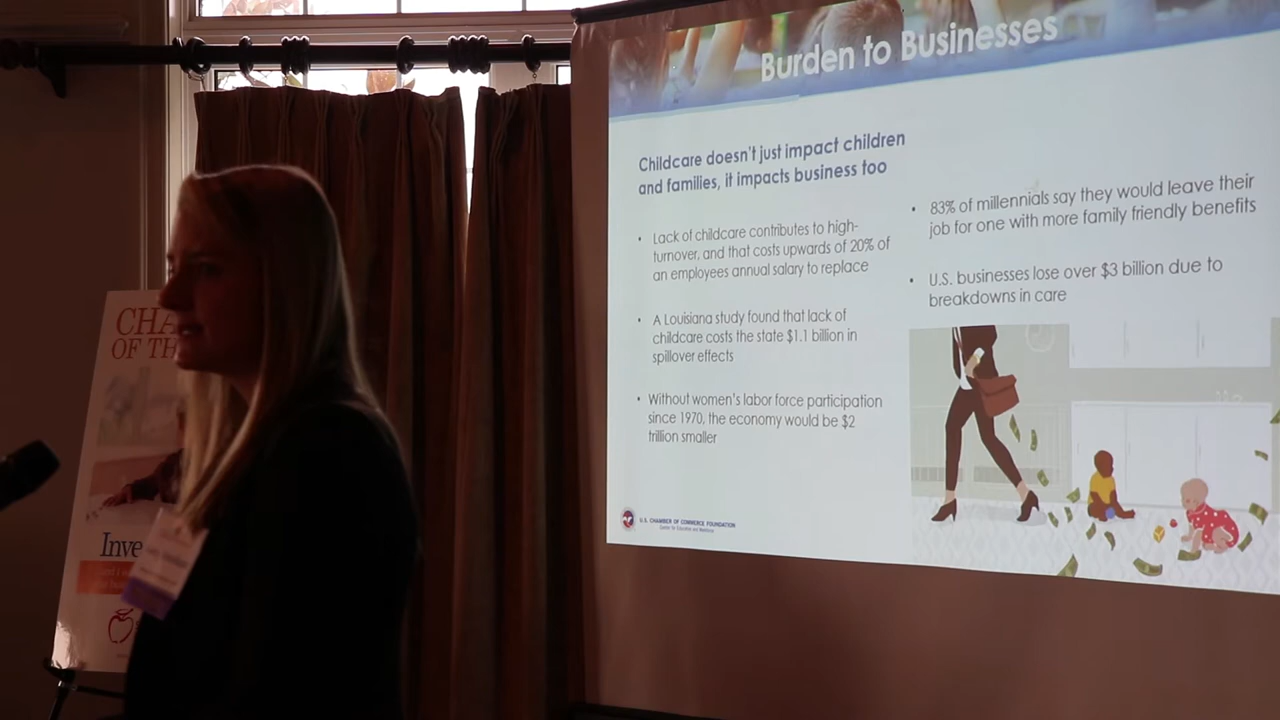 Burden to Businesses
Childcare doesn't just impact children
and families, it impacts business too
• Lack of childcare contributes to high-
turnover, and that costs upwards of 20% of
an employees annual salary to replace
• A Louisiana study found that lack of
childcare costs the state $1.1 billion in
spillover effects
• Without women's labor force participation
since 1970, the economy would be $2
trillion smaller
• 83% of millennials say they would leave their
job for one with more family friendly benefits
• U.S. businesses lose over $3 billion due to
breakdowns in care
U.S. CHAMBER OF COMMERCE FOUNDATION
Center for Education and Workforce
CHA
OF TH
Inve